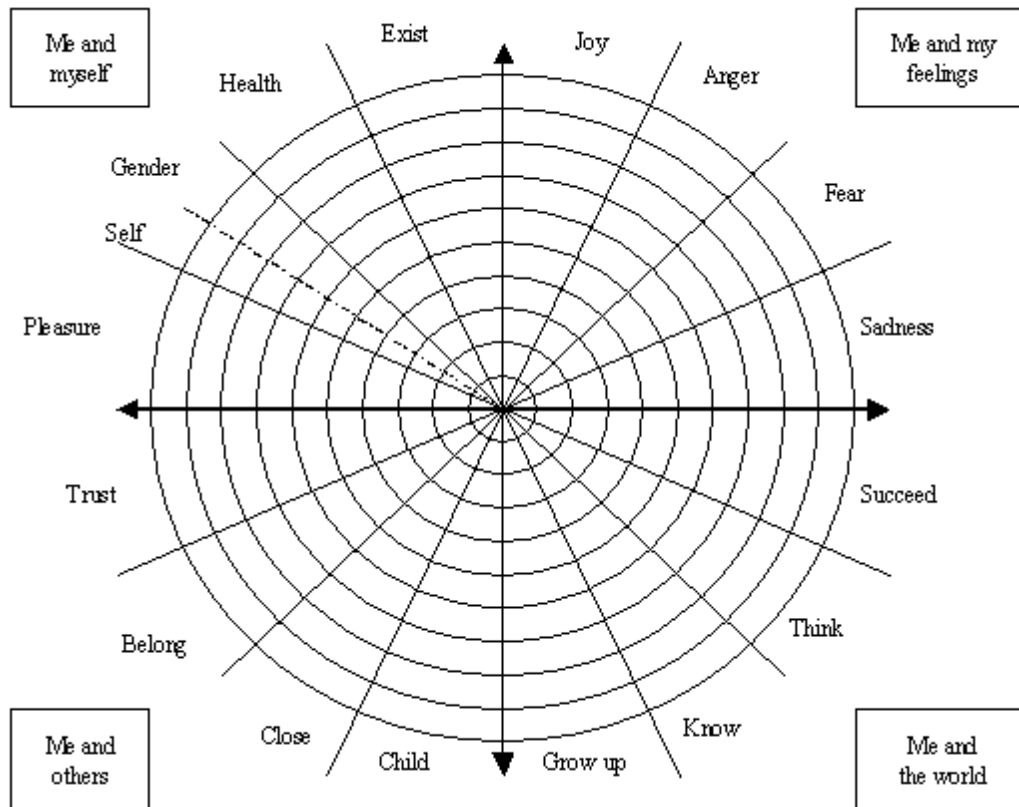 Me and
myself
Exist
Joy
Me and my
feelings
Health
Anger
Gender
Fear
Self
Pleasure
Sadness
Trust
Succeed
Belong
Think
Close
Child
Grow up
Know
Me and
others
Me and
the world